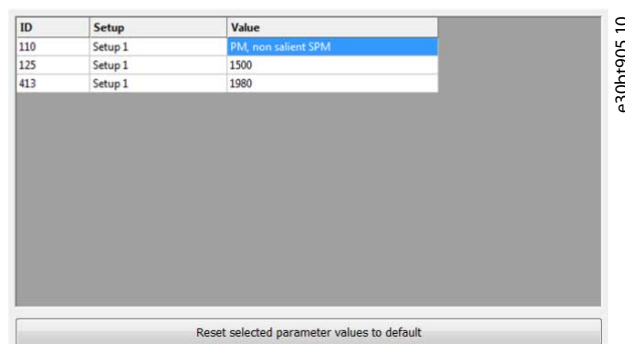 ID Setup Value
110 Setup 1 PM, non salient SPM
125 Setup 1 1500
413 Setup 1 1980
Reset selected parameter values to default
e30bt905.10